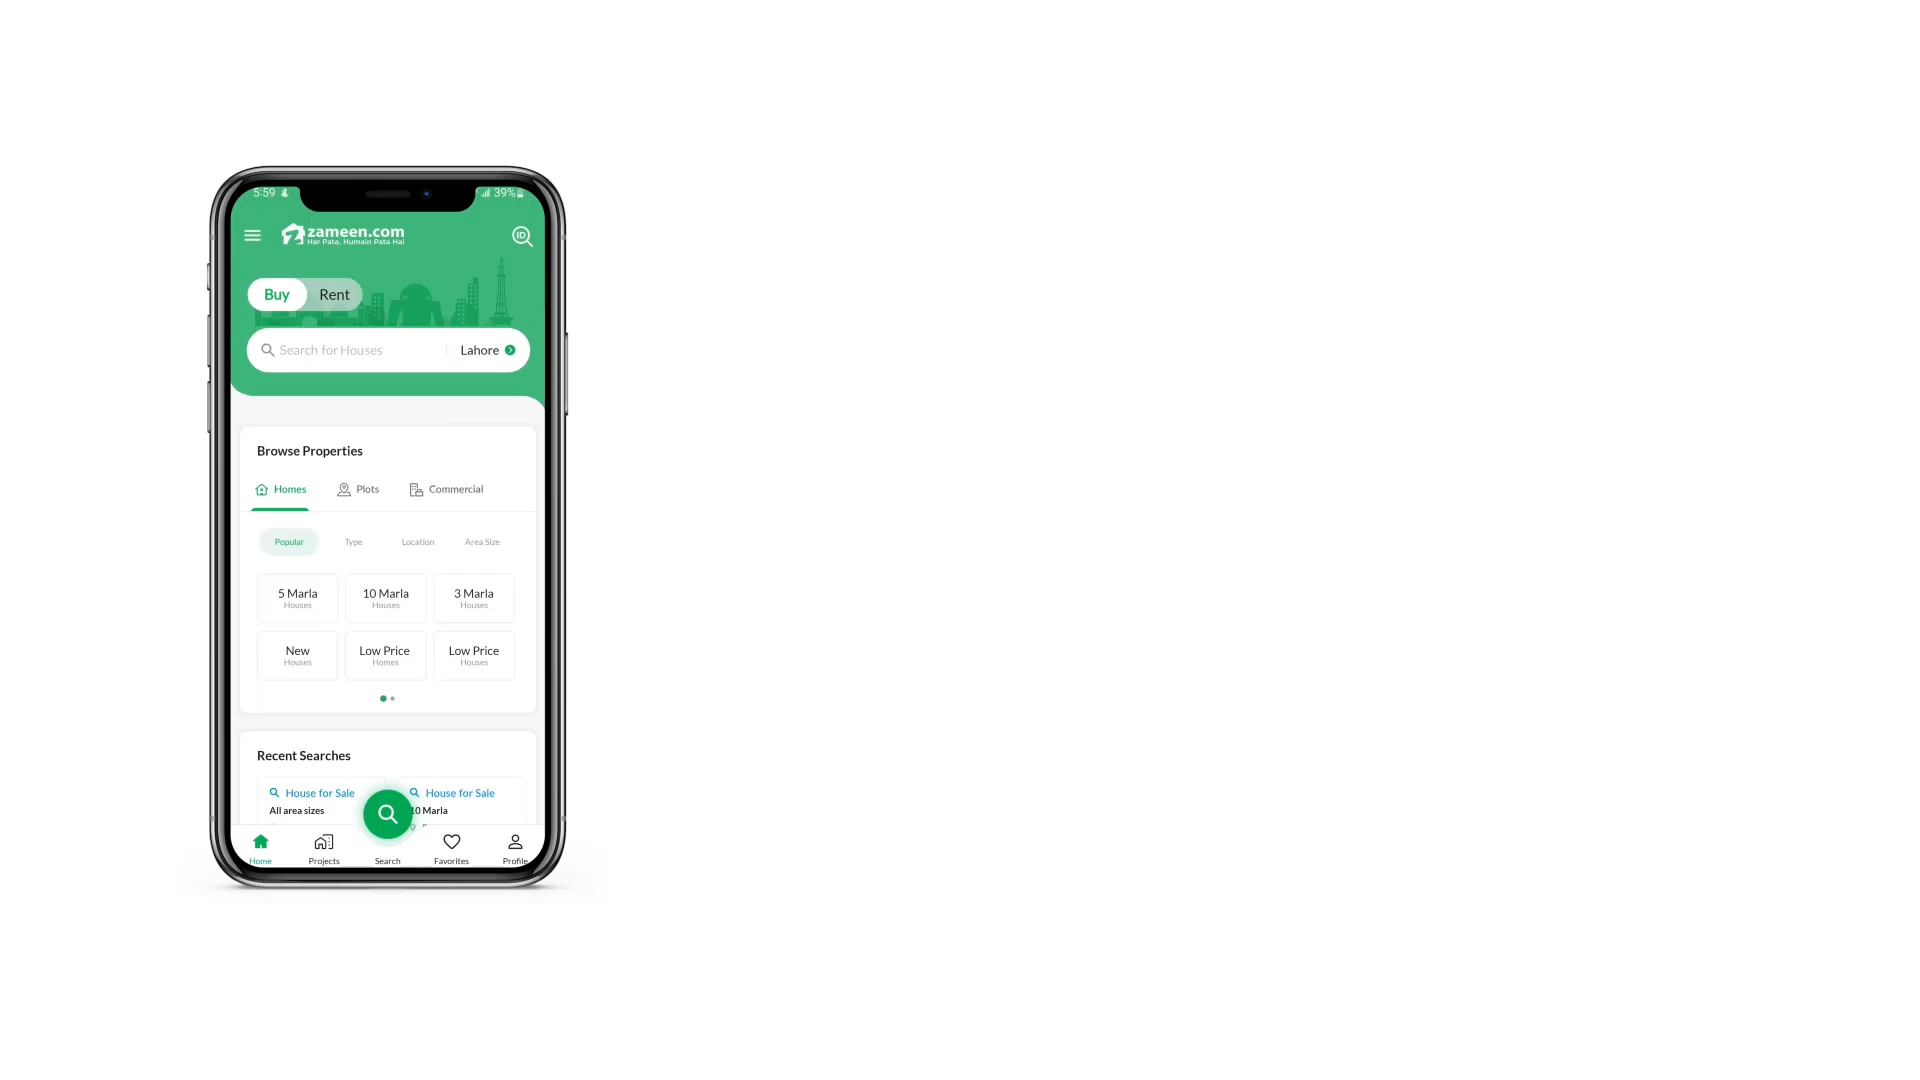 5:59
39%
zameen.com
Har Pata, Humain Pata Hai
ID
Buy Rent
Search for Houses Lahore
Browse Properties
Homes Plots Commercial
Popular Type Location Area Size
5 Marla 10 Marla 3 Marla
Houses Houses Houses
New Low Price Low Price
Houses Homes Houses
Recent Searches
House for Sale House for Sale
All area sizes 10 Marla
Home Projects Search Favorites Profile